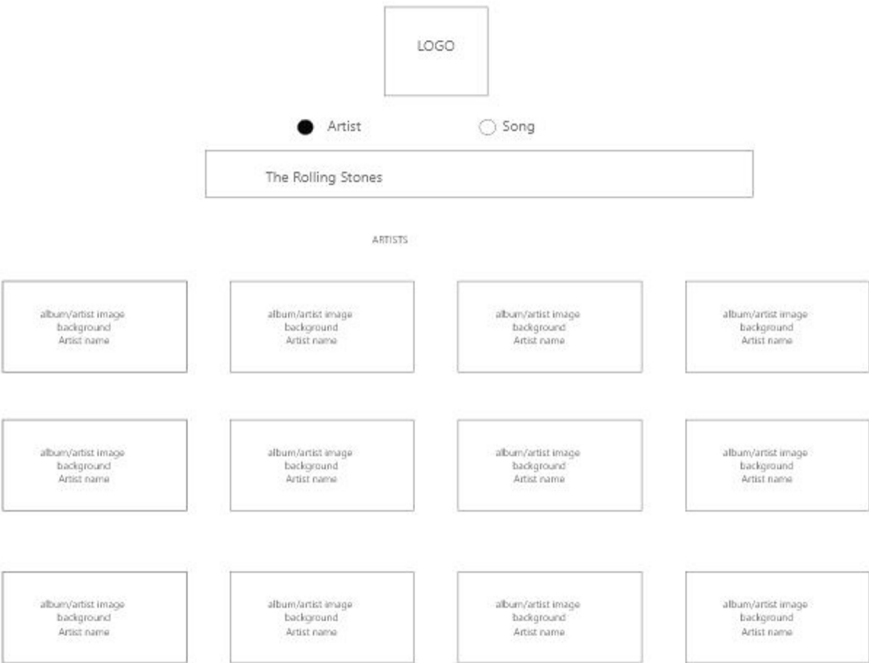 LOGO
Artist
Song
The Rolling Stones
ARTISTS
album/artist image
background
Artist name
album/artist image
background
Artist name
album/artist image
background
Artist name
album/artist image
background
Artist name
album/artist image
background
Artist name
album/artist image
background
Artist name
album/artist image
background
Artist name
album/artist image
background
Artist name
album/artist image
background
Artist name
album/artist image
background
Artist name
album/artist image
background
Artist name
album/artist image
background
Artist name